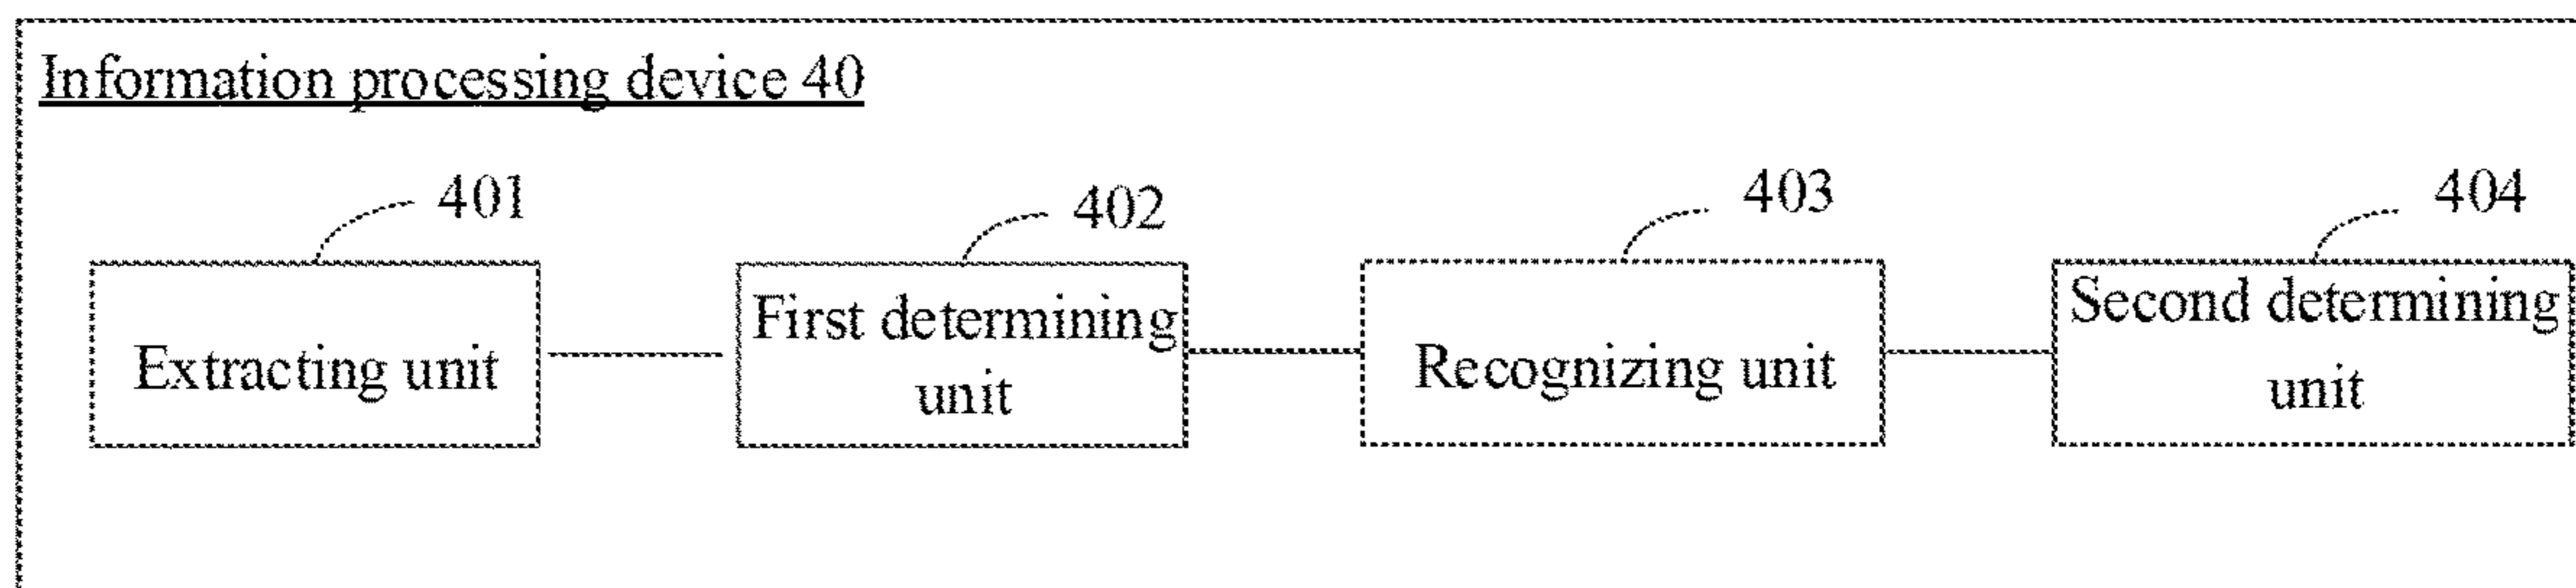 Information processing device 40
401
402
403
404
Extracting unit
First determining
unit
Recognizing unit
Second determining
unit